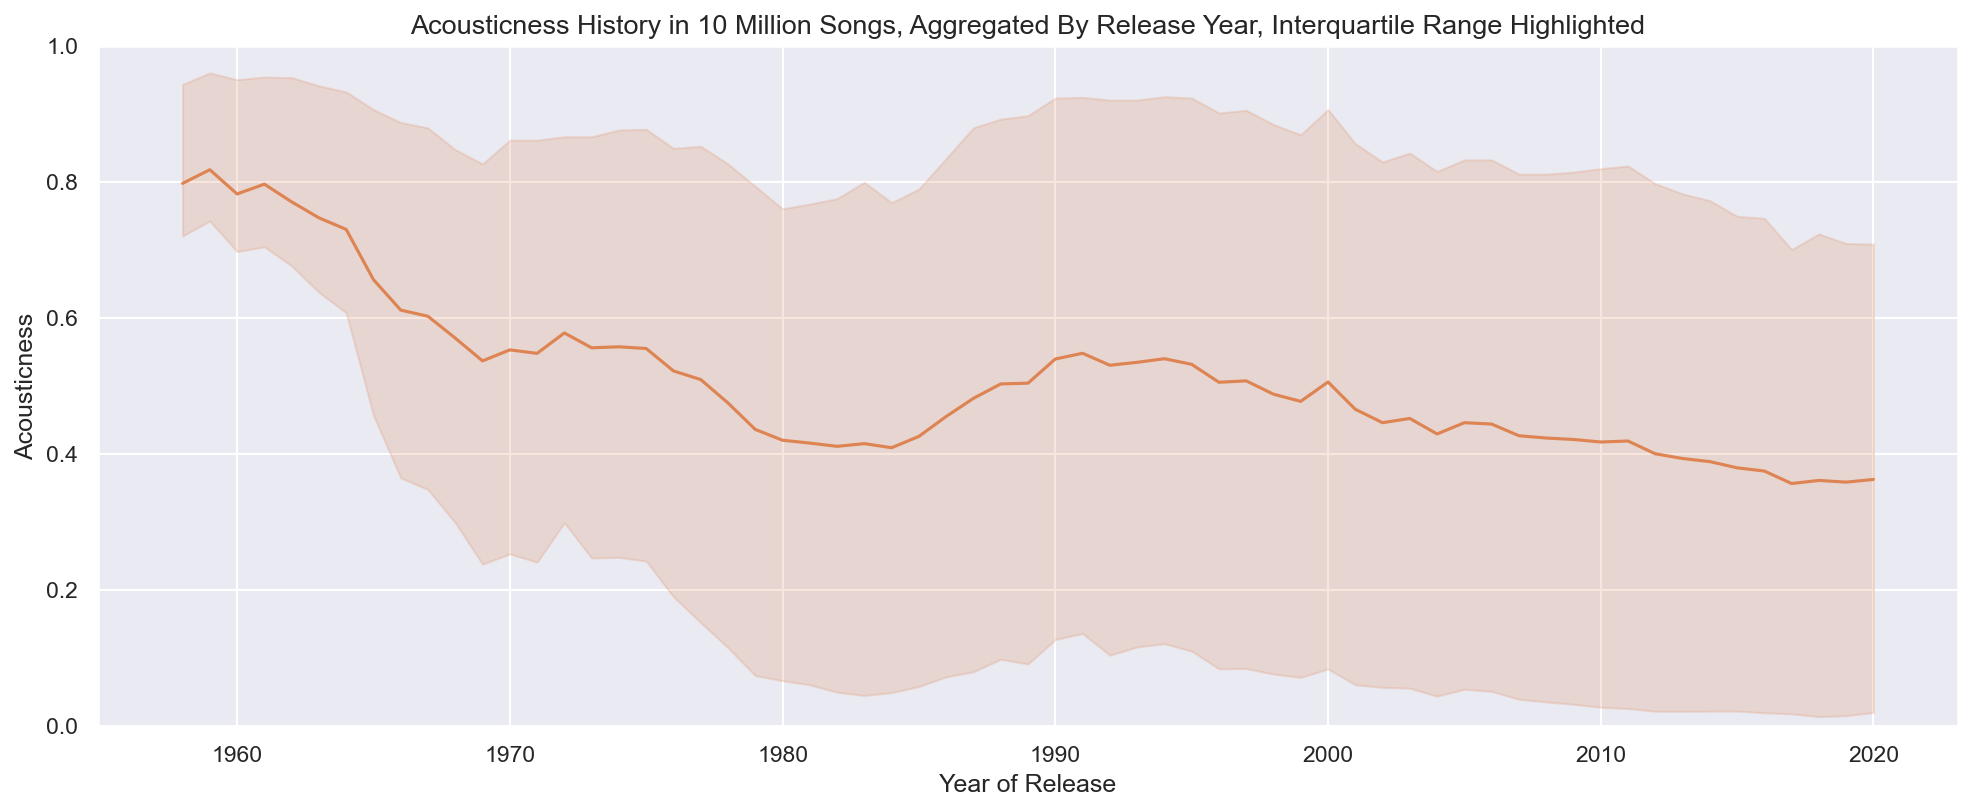 Acousticness History in 10 Million Songs, Aggregated By Release Year, Interquartile Range Highlighted
1.0
0.8
0.6
0.4
0.2
0.0
Acousticness
1960 1970 1980 1990 2000 2010 2020
Year of Release